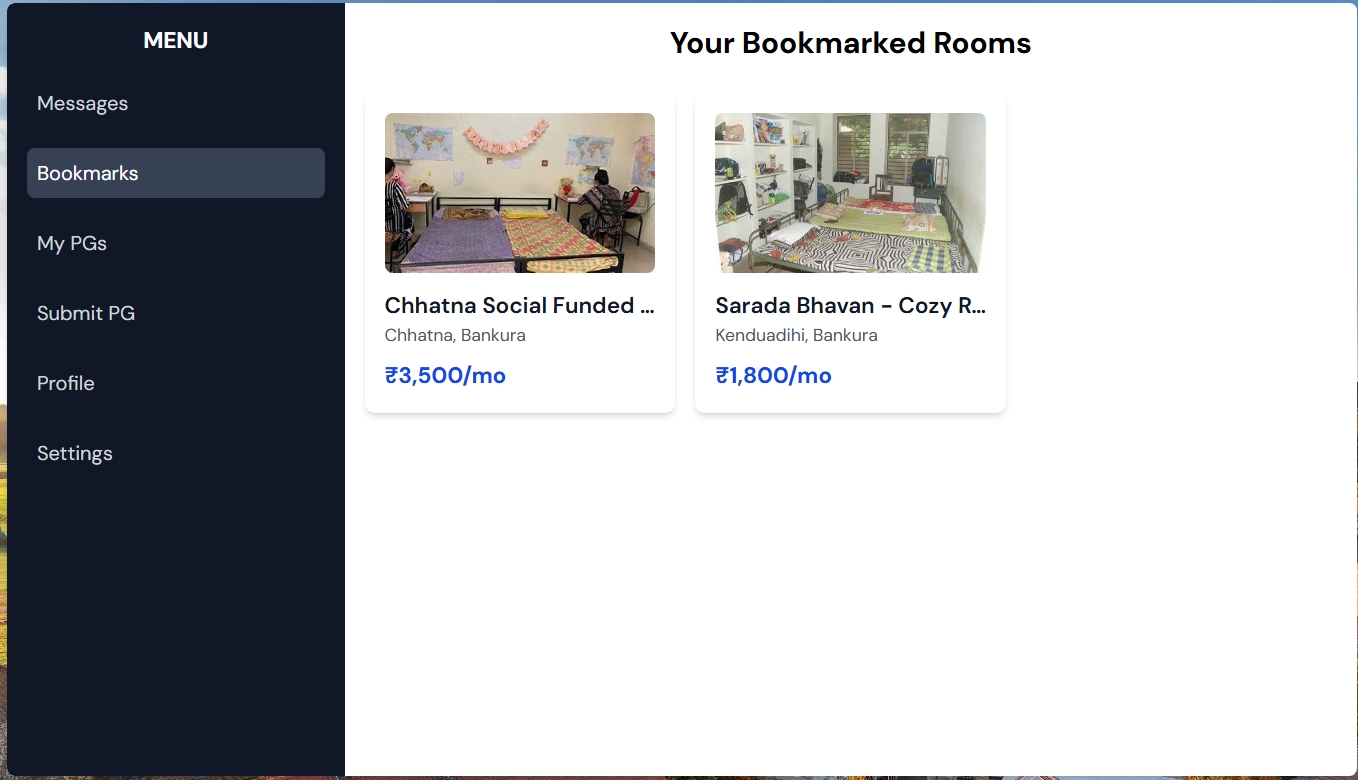 MENU
Messages
Bookmarks
My PGs
Submit PG
Profile
Settings
Your Bookmarked Rooms
Chhatna Social Funded ...
Chhatna, Bankura
₹3,500/mo
Sarada Bhavan - Cozy R...
Kenduadihi, Bankura
₹1,800/mo